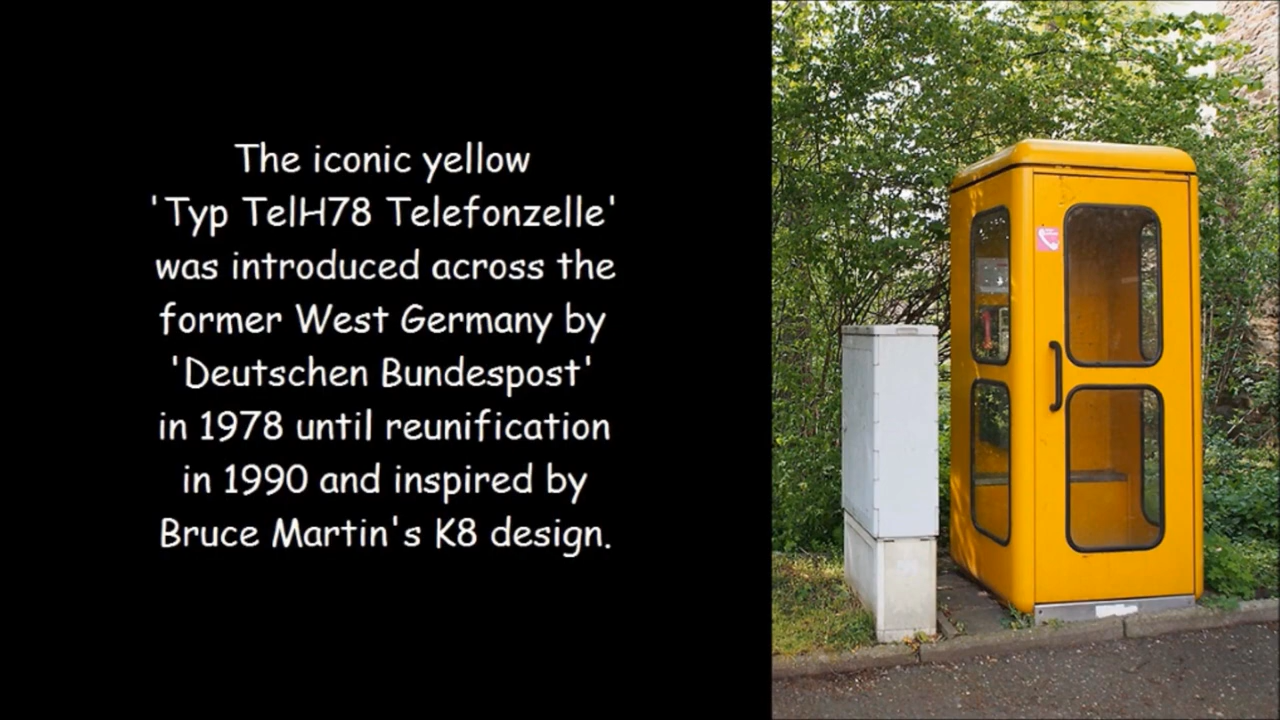 The iconic yellow
'Typ TelH78 Telefonzelle'
was introduced across the
former West Germany by
'Deutschen Bundespost'
in 1978 until reunification
in 1990 and inspired by
Bruce Martin's K8 design.